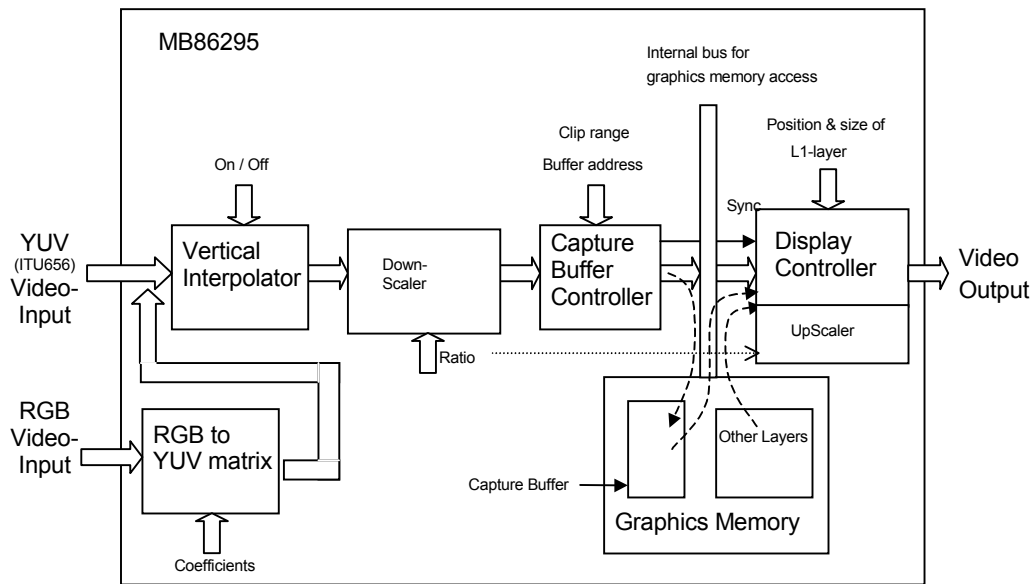 MB86295
Internal bus for
graphics memory access
Clip range
Buffer address
Position & size of
L1-layer
On / Off
Sync
YUV
(ITU656)
Video-
Input
Vertical
Interpolator
Down-
Scaler
Capture
Buffer
Controller
Display
Controller
Video
Output
UpScaler
Ratio
RGB
Video-
Input
RGB to
YUV matrix
Other Layers
Capture Buffer
Graphics Memory
Coefficients